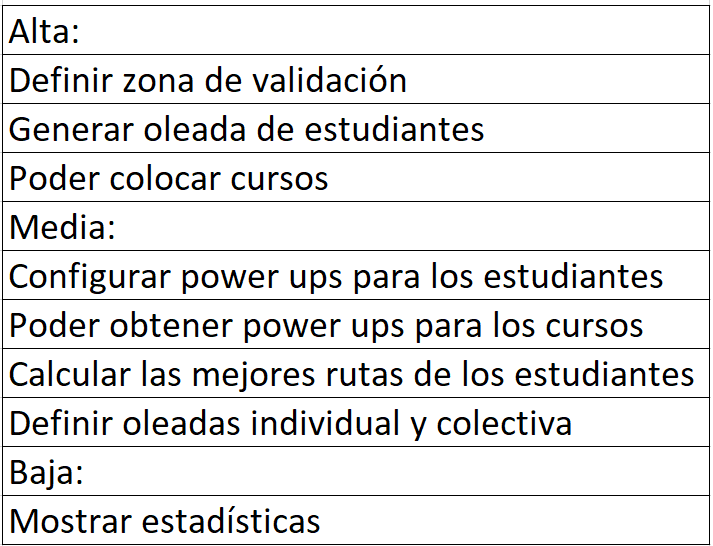 Alta:
Definir zona de validación
Generar oleada de estudiantes
Poder colocar cursos
Media:
Configurar power ups para los estudiantes
Poder obtener power ups para los cursos
Calcular las mejores rutas de los estudiantes
Definir oleadas individual y colectiva
Baja:
Mostrar estadísticas